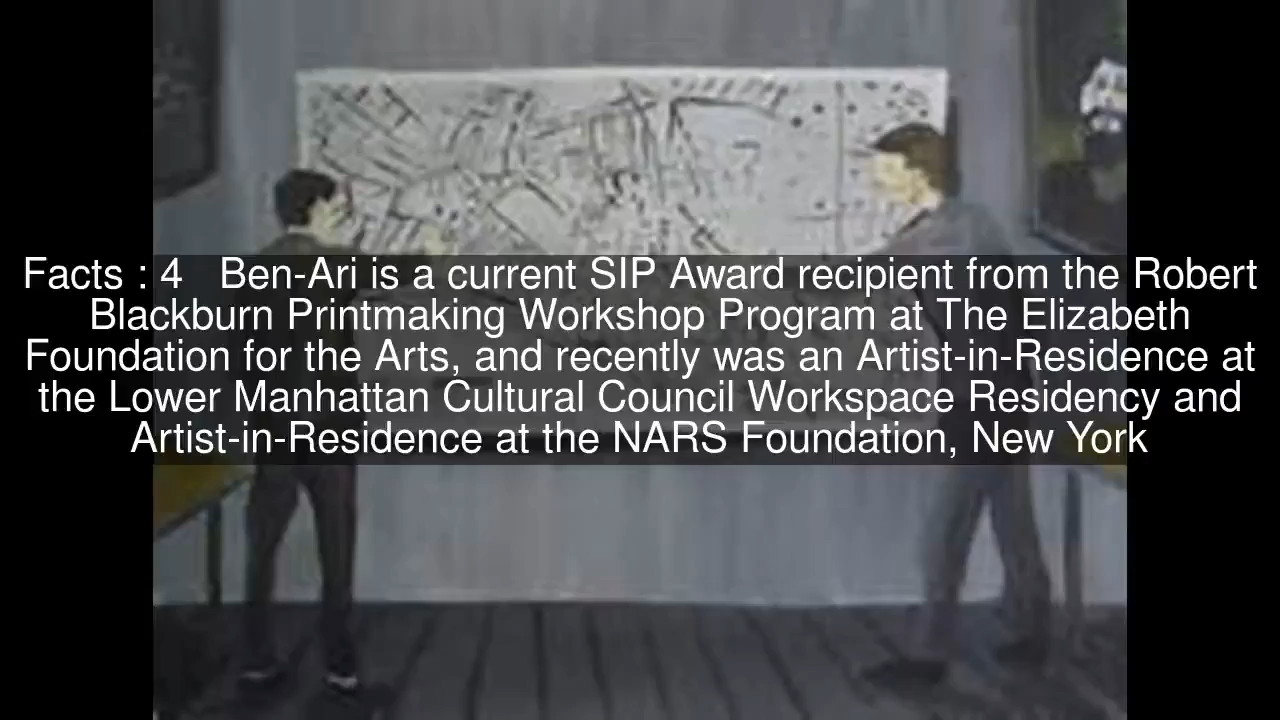 Facts : 4   Ben-Ari is a current SIP Award recipient from the Robert
Blackburn Printmaking Workshop Program at The Elizabeth
Foundation for the Arts, and recently was an Artist-in-Residence at
the Lower Manhattan Cultural Council Workspace Residency and
Artist-in-Residence at the NARS Foundation, New York